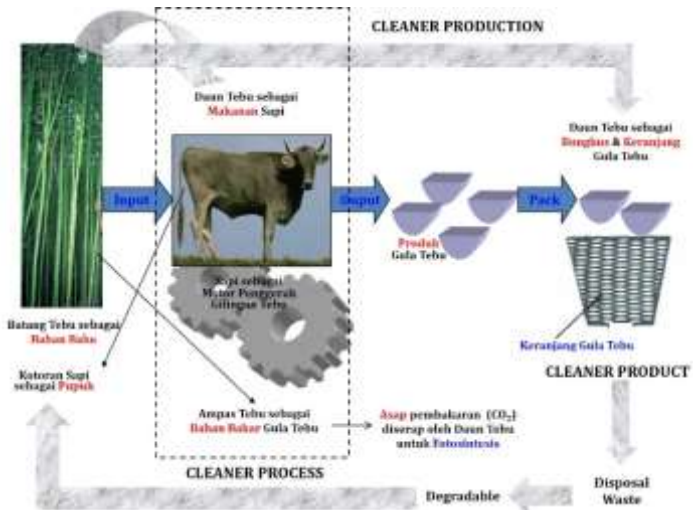 CLEANER PRODUCTION
Daun Tebu sebagai
Makanan Sapi
Daun Tebu sebagai
Bungkus & Keranjang
Gula Tebu
Input
Ouput
Pack
Produk
Gula Tebu
Sapi sebagai
Motor Penggerak
Gilingan Tebu
Batang Tebu sebagai
Bahan Baku
Keranjang Gula Tebu
CLEANER PRODUCT
Kotoran Sapi
sebagai Pupuk
Ampas Tebu sebagai
Bahan Bakar Gula Tebu
Asap pembakaran (CO₂)
diserap oleh Daun Tebu
untuk Fotosintesis
CLEANER PROCESS
Degradable
Disposal
Waste